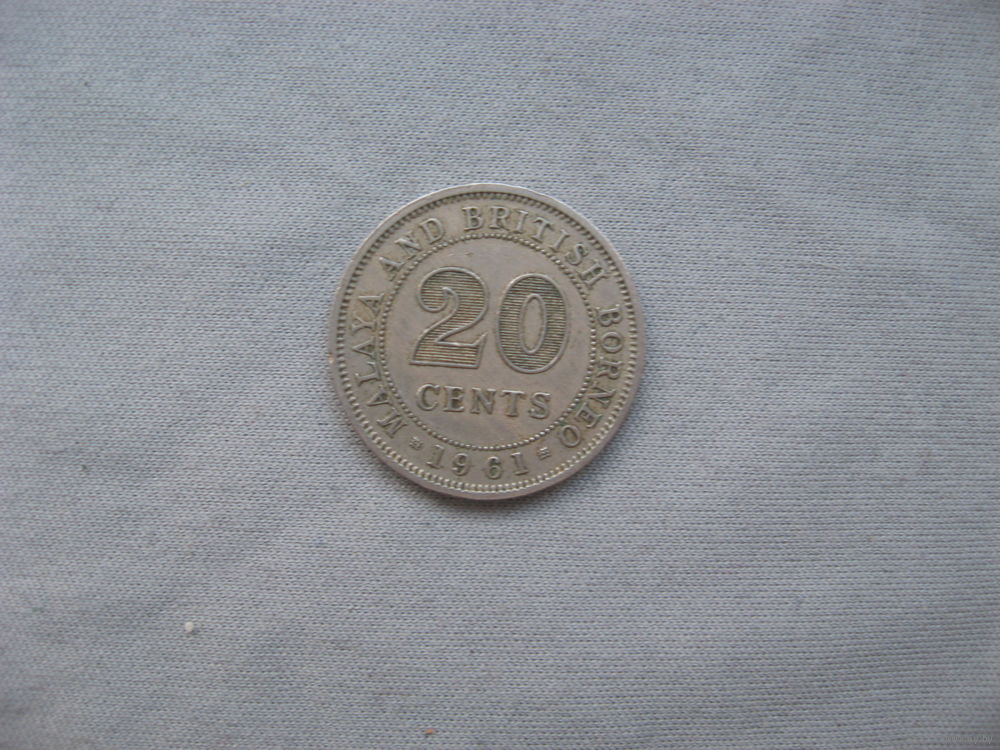 MALAYA AND BRITISH BORNEO
20
CENTS
1961